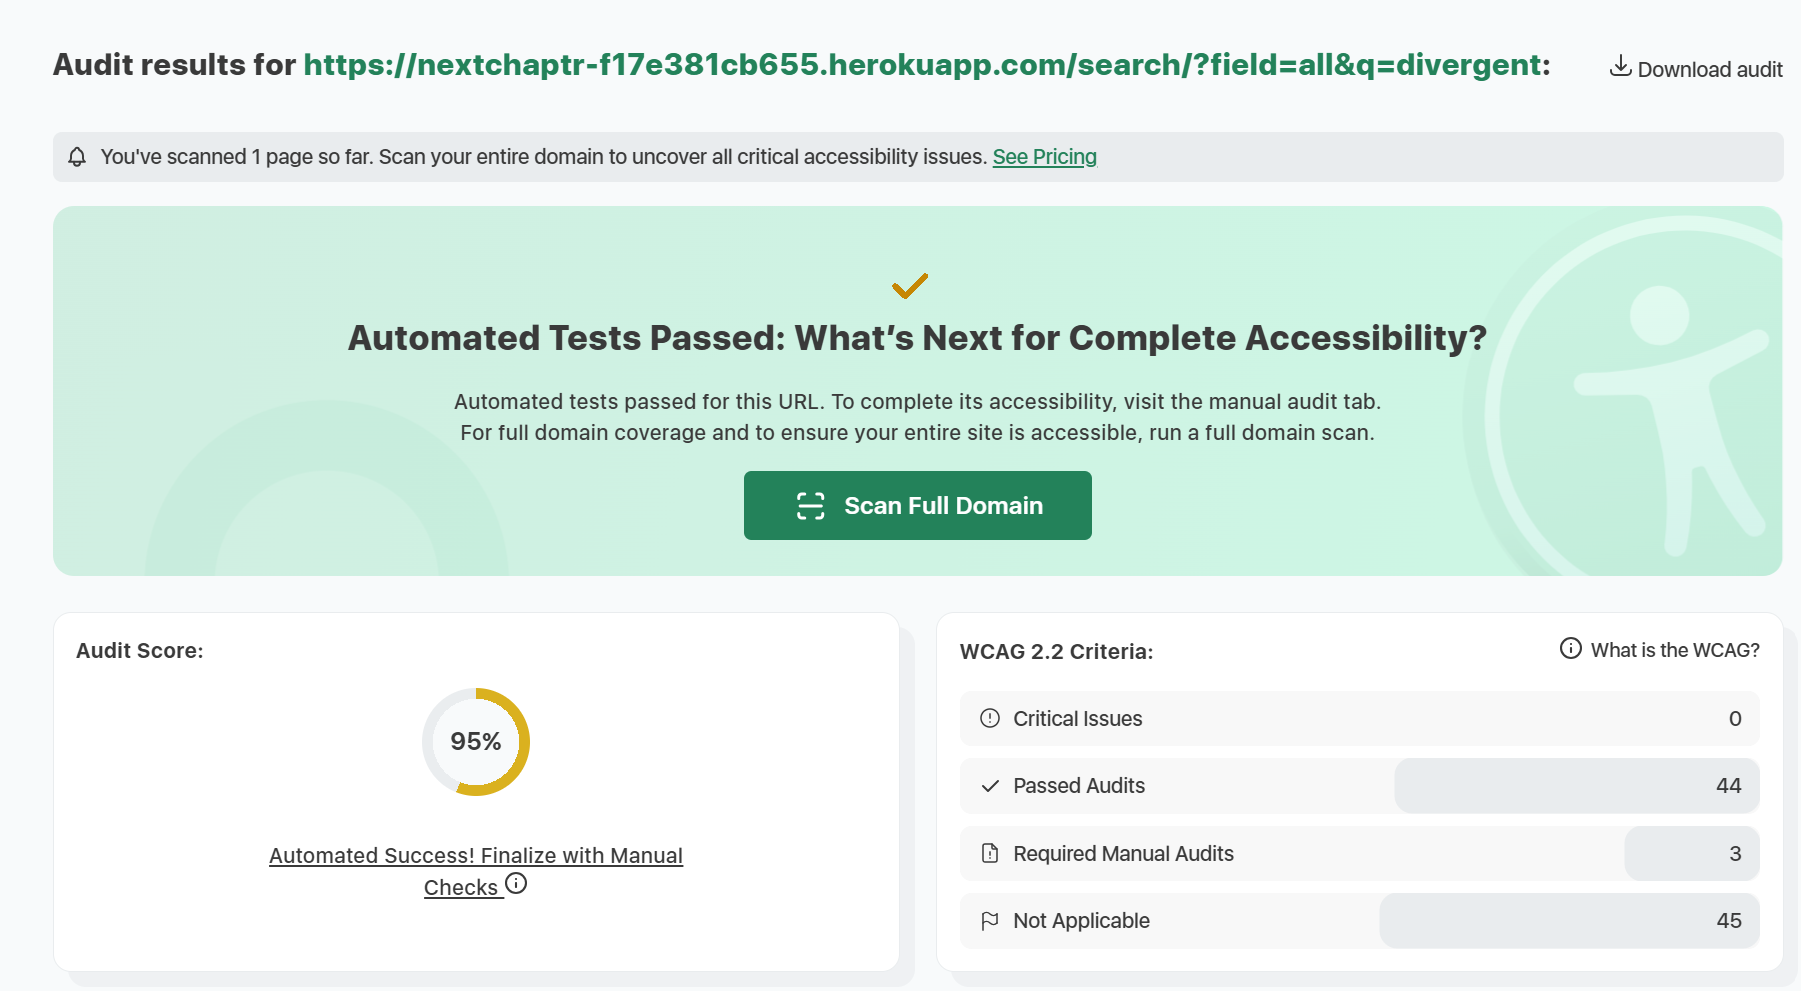 Audit results for https://nextchaptr-f17e381cb655.herokuapp.com/search/?field=all&q=divergent:
Download audit
You've scanned 1 page so far. Scan your entire domain to uncover all critical accessibility issues. See Pricing
Automated Tests Passed: What’s Next for Complete Accessibility?
Automated tests passed for this URL. To complete its accessibility, visit the manual audit tab.
For full domain coverage and to ensure your entire site is accessible, run a full domain scan.
Scan Full Domain
Audit Score:
95%
Automated Success! Finalize with Manual
Checks
WCAG 2.2 Criteria:
What is the WCAG?
Critical Issues 0
Passed Audits 44
Required Manual Audits 3
Not Applicable 45